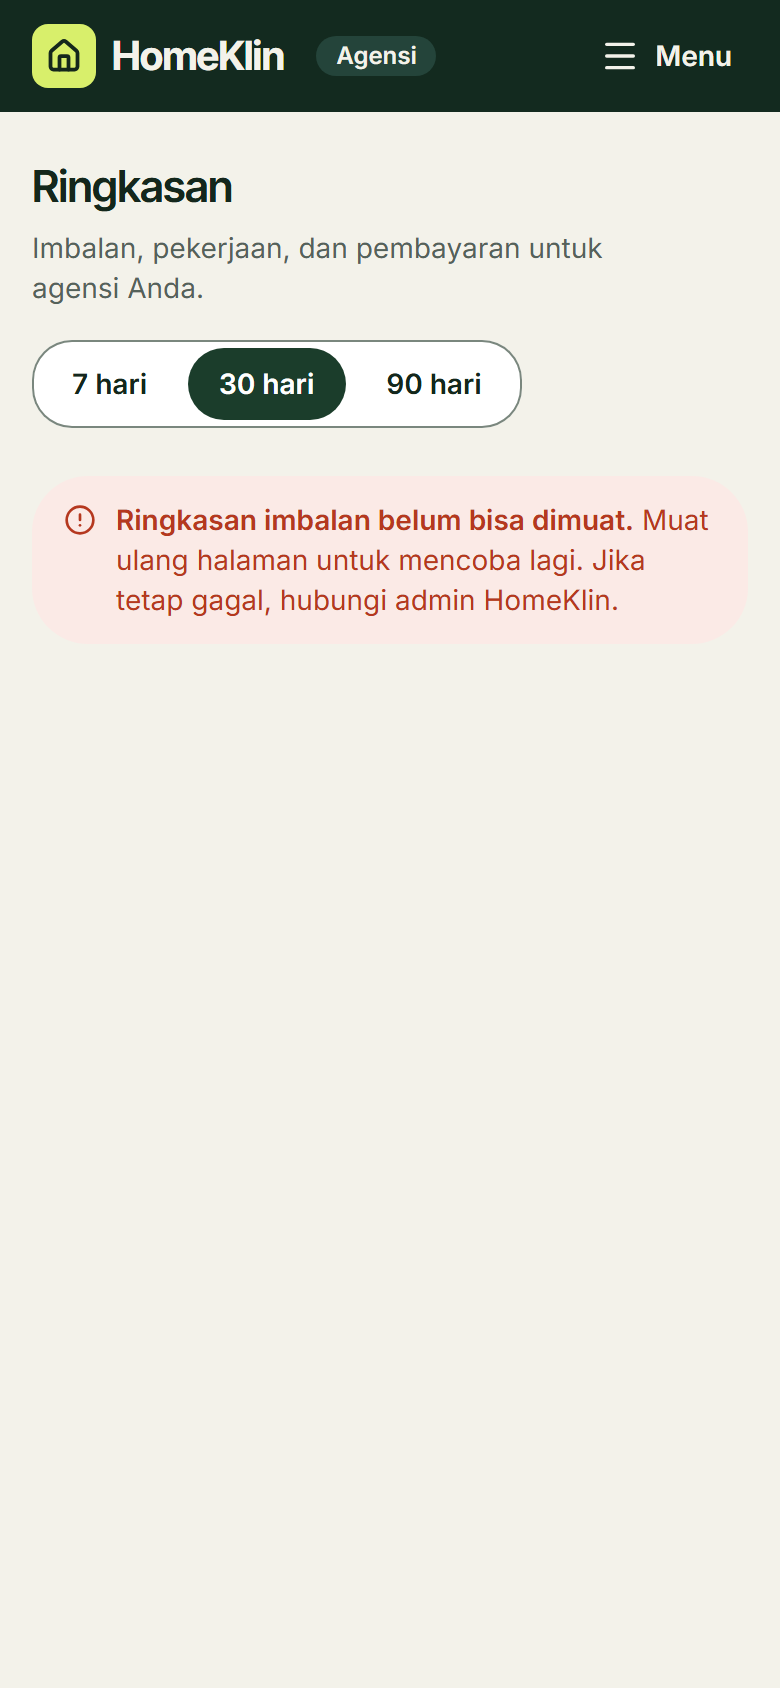 HomeKlin
Agensi
Menu
Ringkasan
Imbalan, pekerjaan, dan pembayaran untuk
agensi Anda.
7 hari
30 hari
90 hari
Ringkasan imbalan belum bisa dimuat. Muat
ulang halaman untuk mencoba lagi. Jika
tetap gagal, hubungi admin HomeKlin.